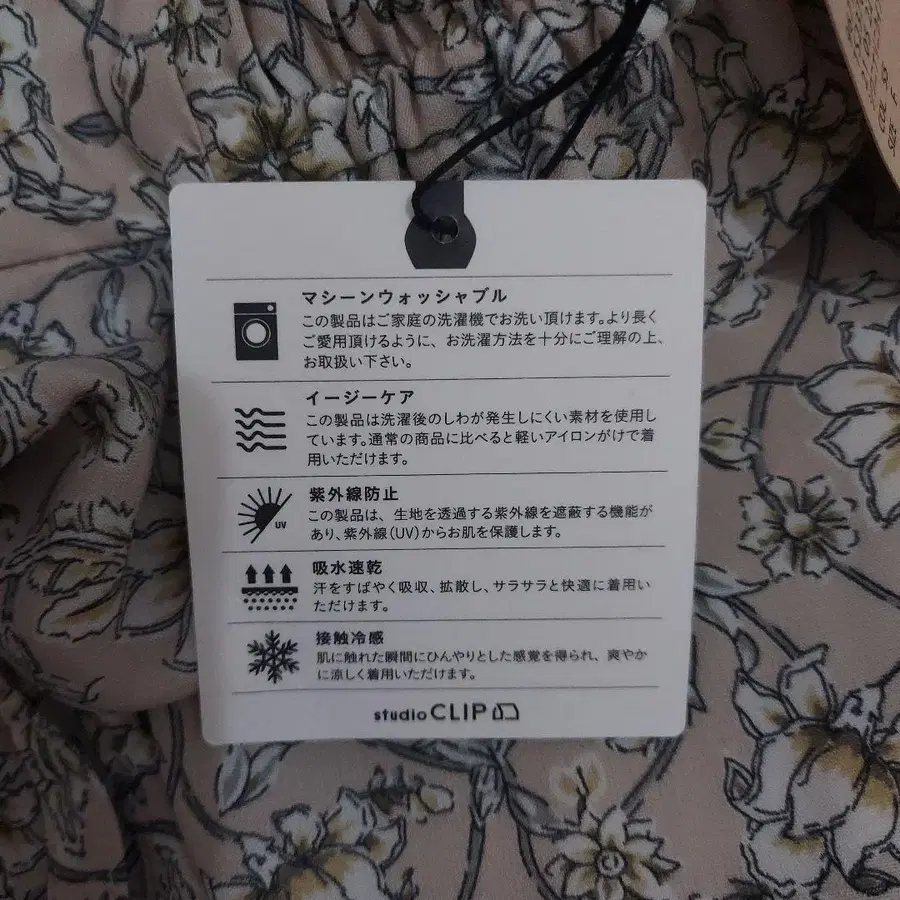 マシーンウォッシャブル
この製品はご家庭の洗濯機でお洗い頂けます。より長く
ご愛用頂けるように、お洗濯方法を十分にご理解の上、
お取扱い下さい。
イージーケア
この製品は洗濯後のしわが発生しにくい素材を使用し
ています。通常の商品に比べると軽いアイロンがけで着
用いただけます。
紫外線防止
この製品は、生地を透過する紫外線を遮蔽する機能が
あり、紫外線(UV)からお肌を保護します。
UV
吸水速乾
汗をすばやく吸収、拡散し、サラサラと快適に着用い
ただけます。
接触冷感
肌に触れた瞬間にひんやりとした感覚を得られ、爽やか
に涼しく着用いただけます。
studio CLIP